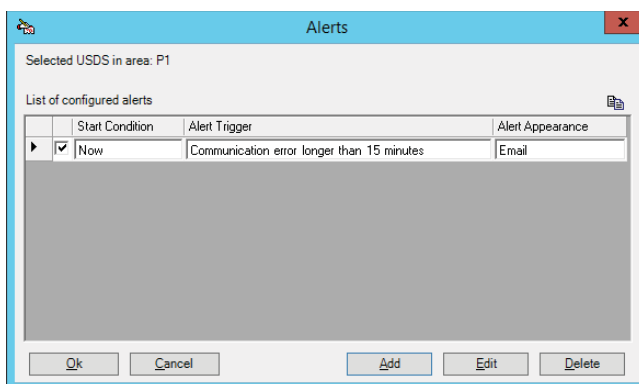 Alerts
x
Selected USDS in area: P1
List of configured alerts
Start Condition Alert Trigger Alert Appearance
Now Communication error longer than 15 minutes Email
Ok Cancel Add Edit Delete